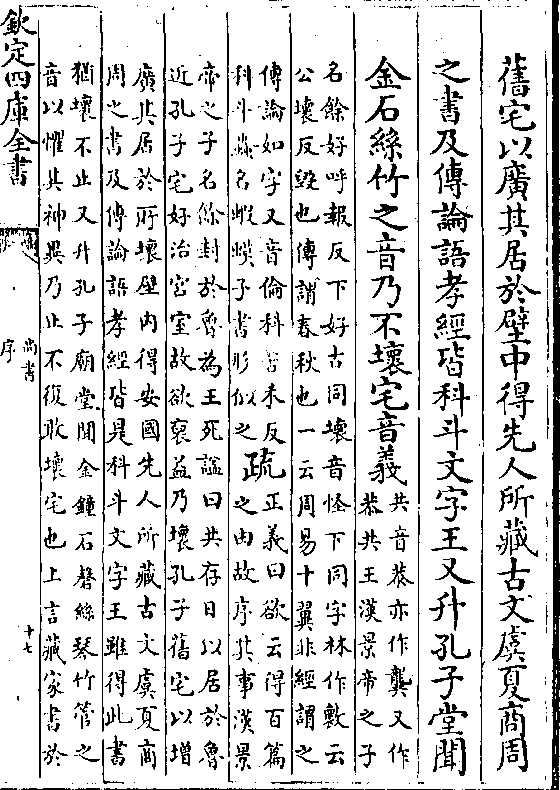 舊宅以廣其居於壁中得先人所藏古文虞夏商周
之書及傳論語孝經皆科斗文字王又升孔子堂聞
金石絲竹之音乃不壞宅音義
共音恭亦作龔又作
恭共王漢景帝之子
名餘好呼報反下好古同壞音怪下同字林作㱮云
公壞反毀也傳謂春秋也一云周易十翼非經謂之
傳論如字又音倫科苦禾反
科斗蟲名蝦蟆子書形似之
疏
正義曰欲云得百篇
之由故序其事漢景
帝之子名餘封於魯為王死謚曰共存日以居於魯
近孔子宅好治宮室故欲裒益乃壞孔子舊宅以增
廣其居於所壞壁內得安國先人所藏古文虞夏商
周之書及傳論語孝經皆是科斗文字王雖得此書
猶壞不止又升孔子廟堂聞金鐘石磬絲琴竹管之
音以懼其神異乃止不復敢壞宅也上言藏家書於
欽定四庫全書
尚書
序
十七